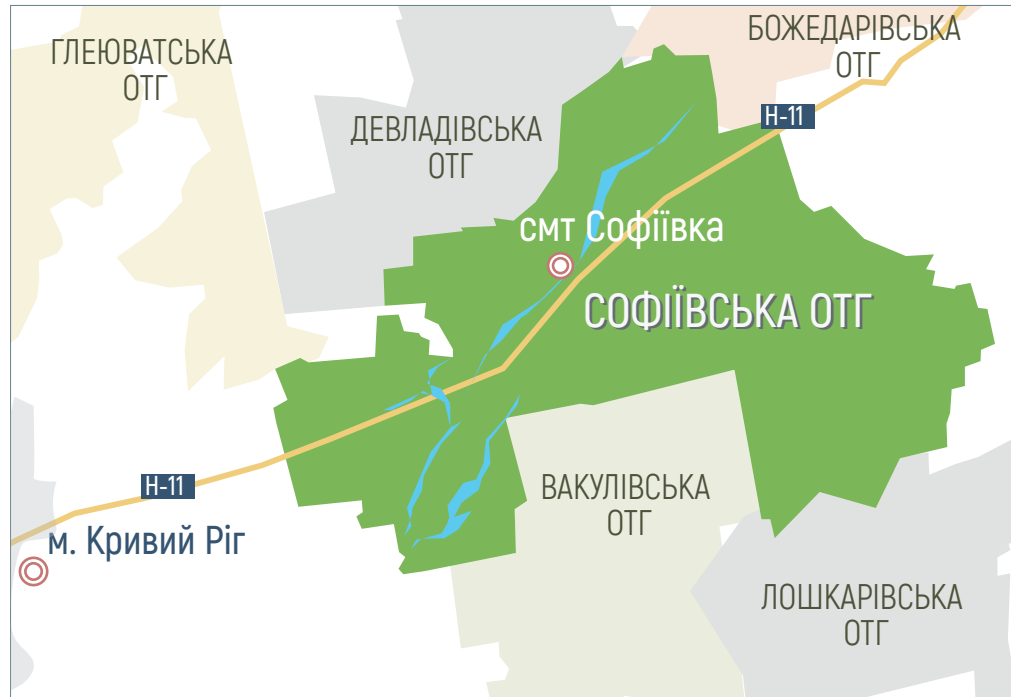 БОЖЕДАРІВСЬКА
ОТГ
ГЛЕЮВАТСЬКА
ОТГ
Н-11
ДЕВЛАДІВСЬКА
ОТГ
смт Софіївка
СОФІЇВСЬКА ОТГ
Н-11
ВАКУЛІВСЬКА
ОТГ
м. Кривий Ріг
ЛОШКАРІВСЬКА
ОТГ